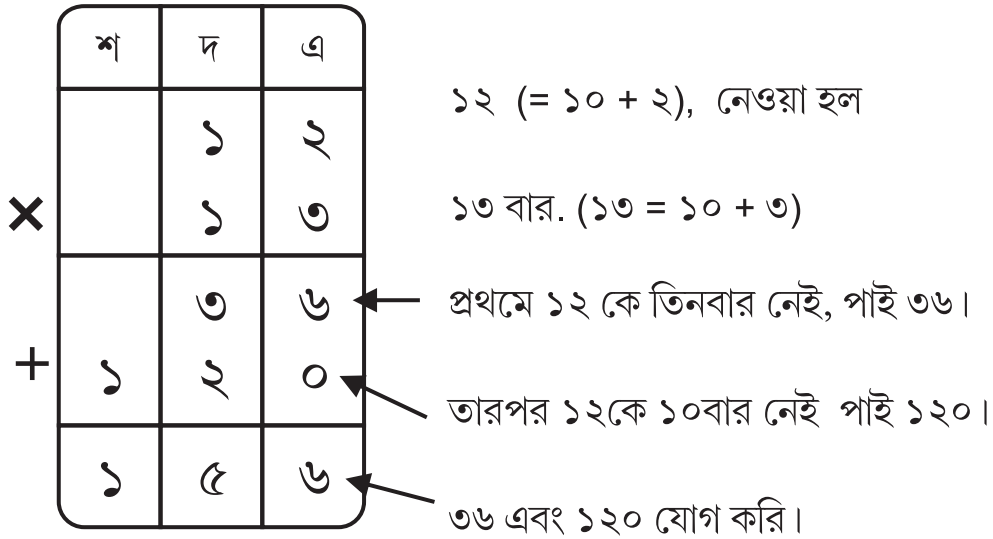 শ দ এ
১২ (= ১০ + ২), নেওয়া হল
১ ২
× ১ ৩
১৩ বার. (১৩ = ১০ + ৩)
৩ ৬
প্রথমে ১২ কে তিনবার নেই, পাই ৩৬।
+ ১ ২ ০
তারপর ১২কে ১০বার নেই পাই ১২০।
১ ৫ ৬
৩৬ এবং ১২০ যোগ করি।